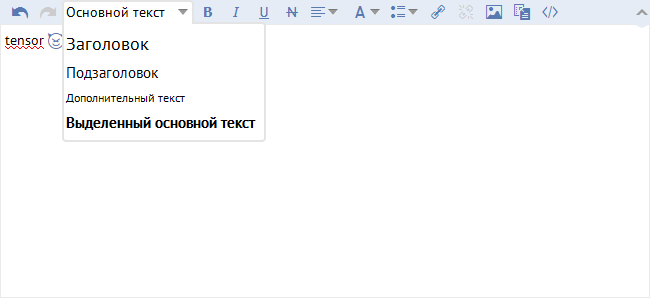 Основной текст B I U N A
tensor
Заголовок
Подзаголовок
Дополнительный текст
Выделенный основной текст